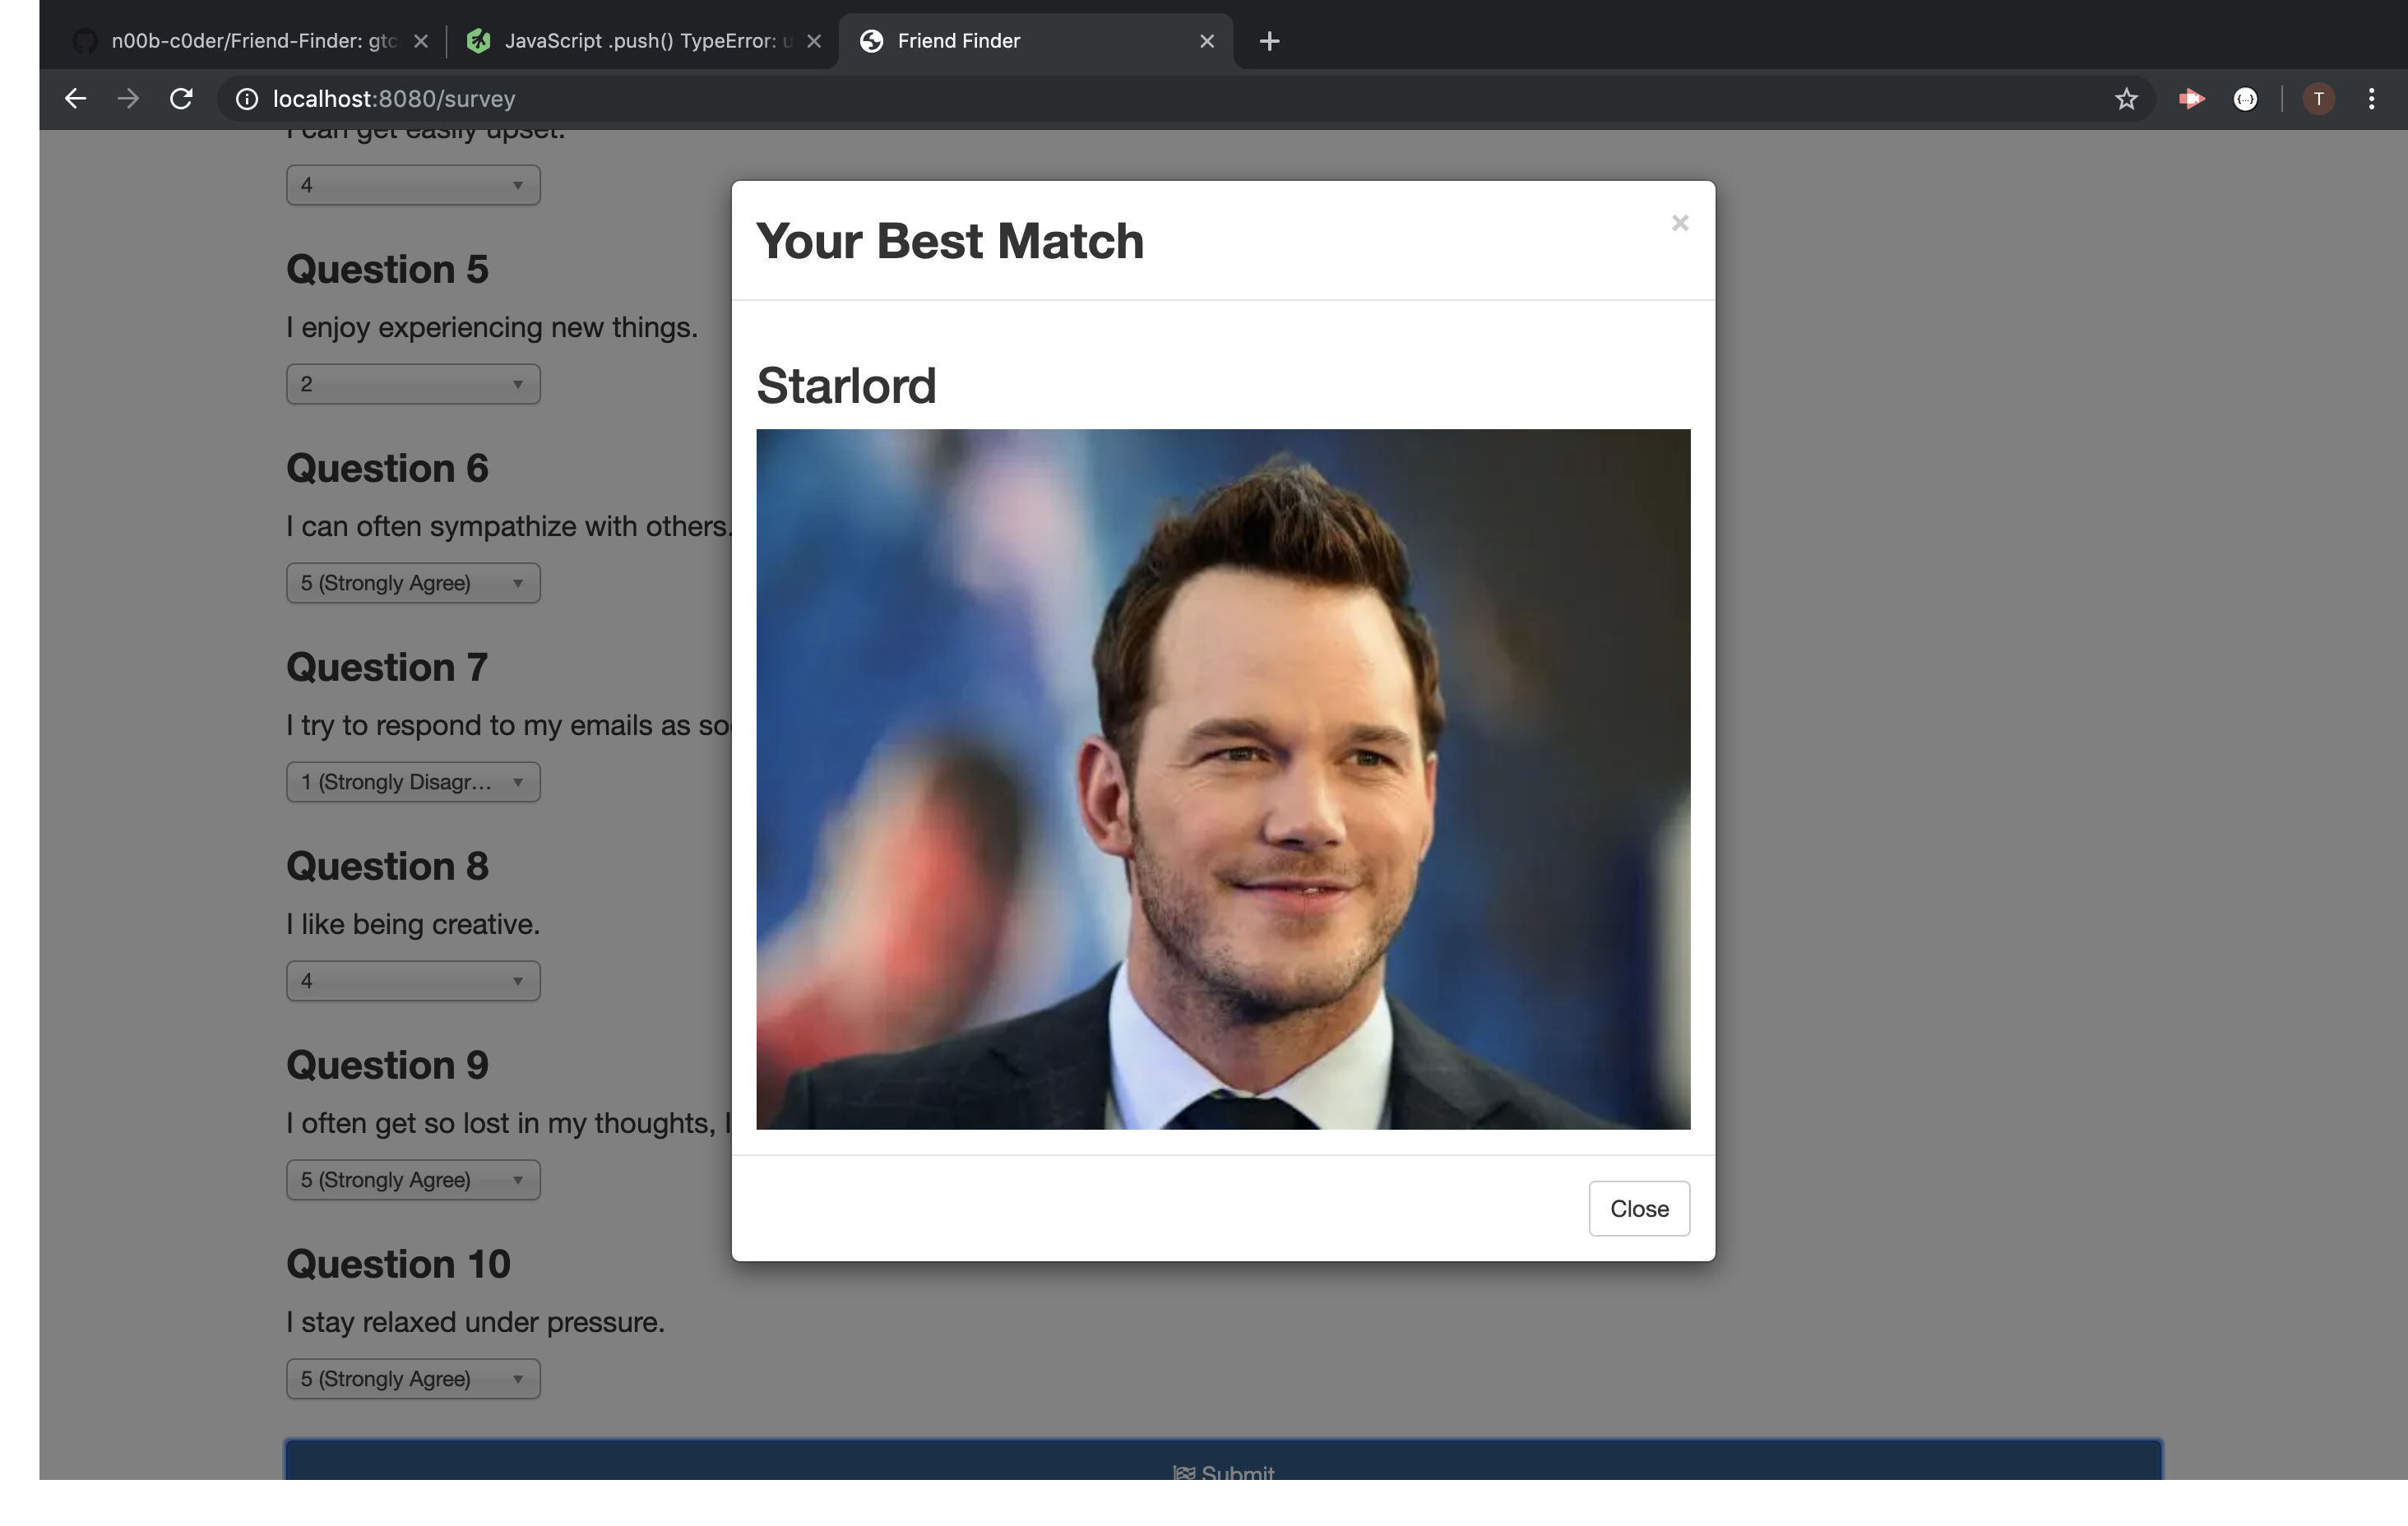 n00b-c0der/Friend-Finder: gtc
JavaScript .push() TypeError: u
Friend Finder
localhost:8080/survey
T
I can get easily upset.
4
Question 5
I enjoy experiencing new things.
2
Question 6
I can often sympathize with others.
5 (Strongly Agree)
Question 7
I try to respond to my emails as so
1 (Strongly Disagr...
Question 8
I like being creative.
4
Question 9
I often get so lost in my thoughts, I
5 (Strongly Agree)
Question 10
I stay relaxed under pressure.
5 (Strongly Agree)
Submit
Your Best Match
×
Starlord
Close